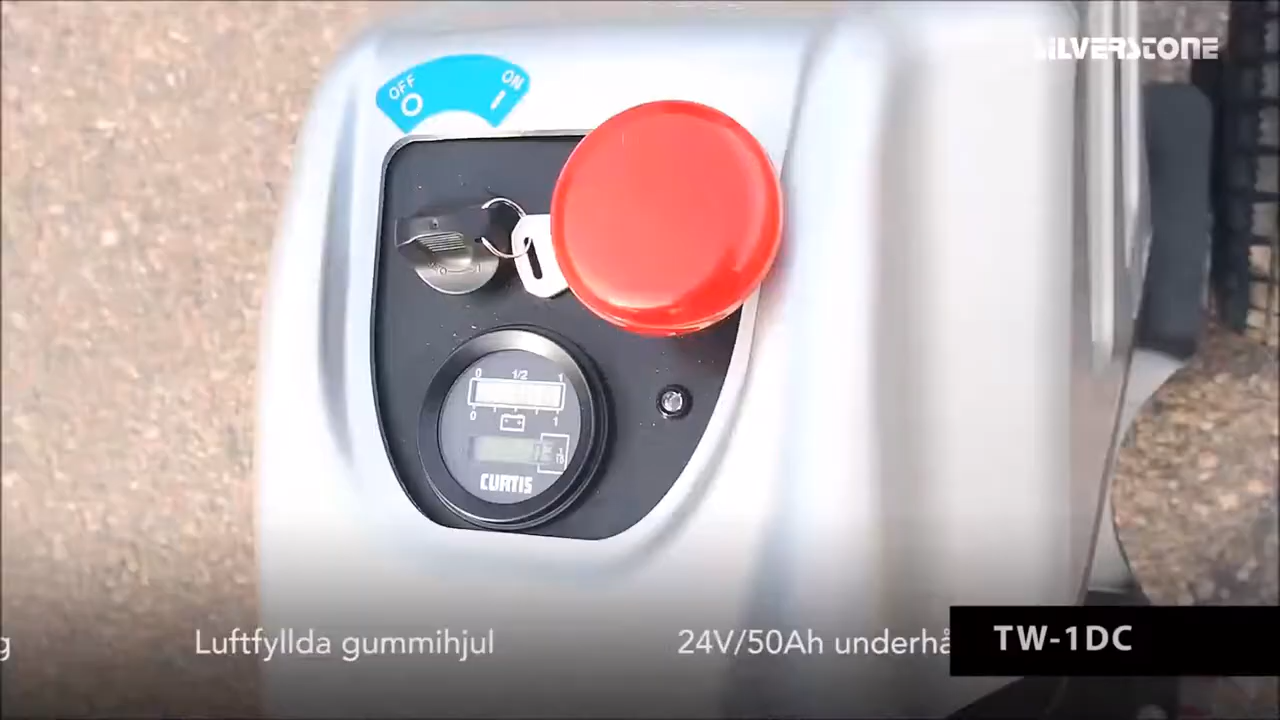 SILVERSTONE
OFF ON
O I
0 1/2 1
0 1
CURTIS
g Luftfyllda gummihjul 24V/50Ah underhå
TW-1DC